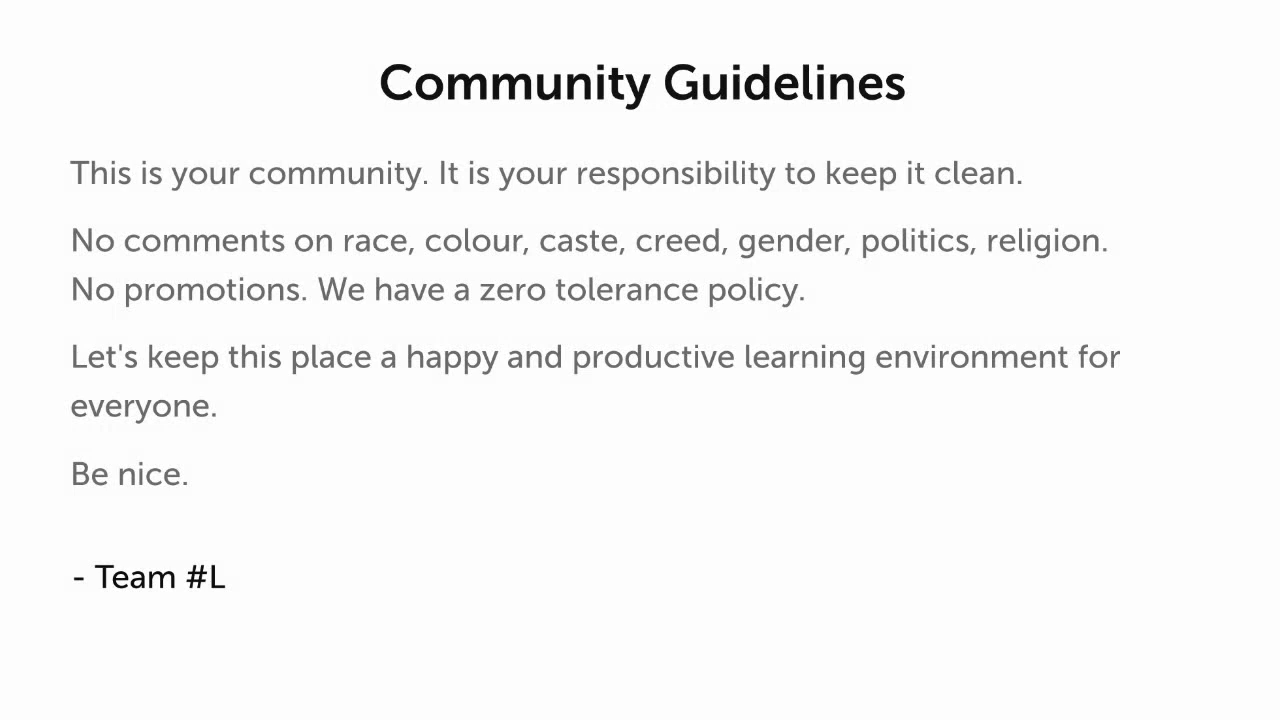 Community Guidelines
This is your community. It is your responsibility to keep it clean.
No comments on race, colour, caste, creed, gender, politics, religion.
No promotions. We have a zero tolerance policy.
Let's keep this place a happy and productive learning environment for
everyone.
Be nice.
- Team #L